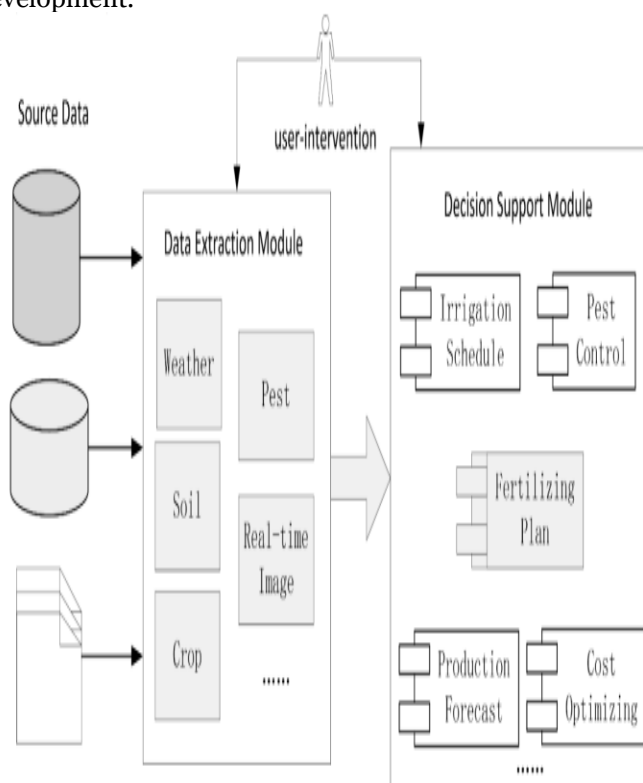 evelopment.
Source Data
user-intervention
Data Extraction Module
Weather
Pest
Soil
Real-time
Image
Crop
......
Decision Support Module
Irrigation
Schedule
Pest
Control
Fertilizing
Plan
Production
Forecast
Cost
Optimizing
......